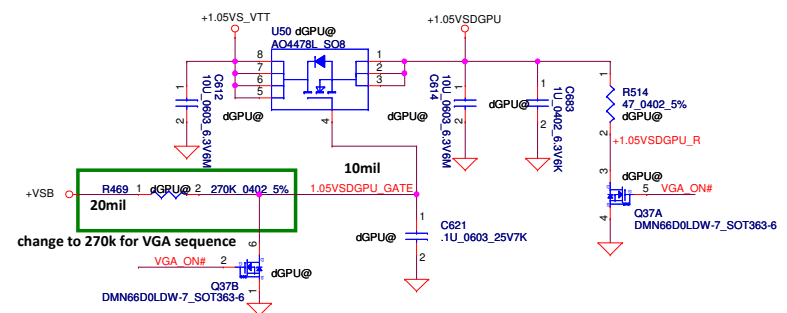 +1.05VS_VTT
+1.05VSDGPU
U50 dGPU@
AO4478L_SO8
8
7
6
5
1
2
3
4
1
2
C612
10U_0603_6.3V6M
dGPU@
1
2
C614
10U_0603_6.3V6M
dGPU@
1
2
C683
1U_0402_6.3V6K
dGPU@
1
R514
47_0402_5%
dGPU@
2
+1.05VSDGPU_R
10mil
+VSB
R469 1 dGPU@ 2 270K_0402_5%
1.05VSDGPU_GATE
20mil
change to 270k for VGA sequence
3
dGPU@
5 VGA_ON#
4
Q37A
DMN66D0LDW-7_SOT363-6
1
C621
.1U_0603_25V7K
dGPU@
2
6
VGA_ON# 2
dGPU@
Q37B
1
DMN66D0LDW-7_SOT363-6